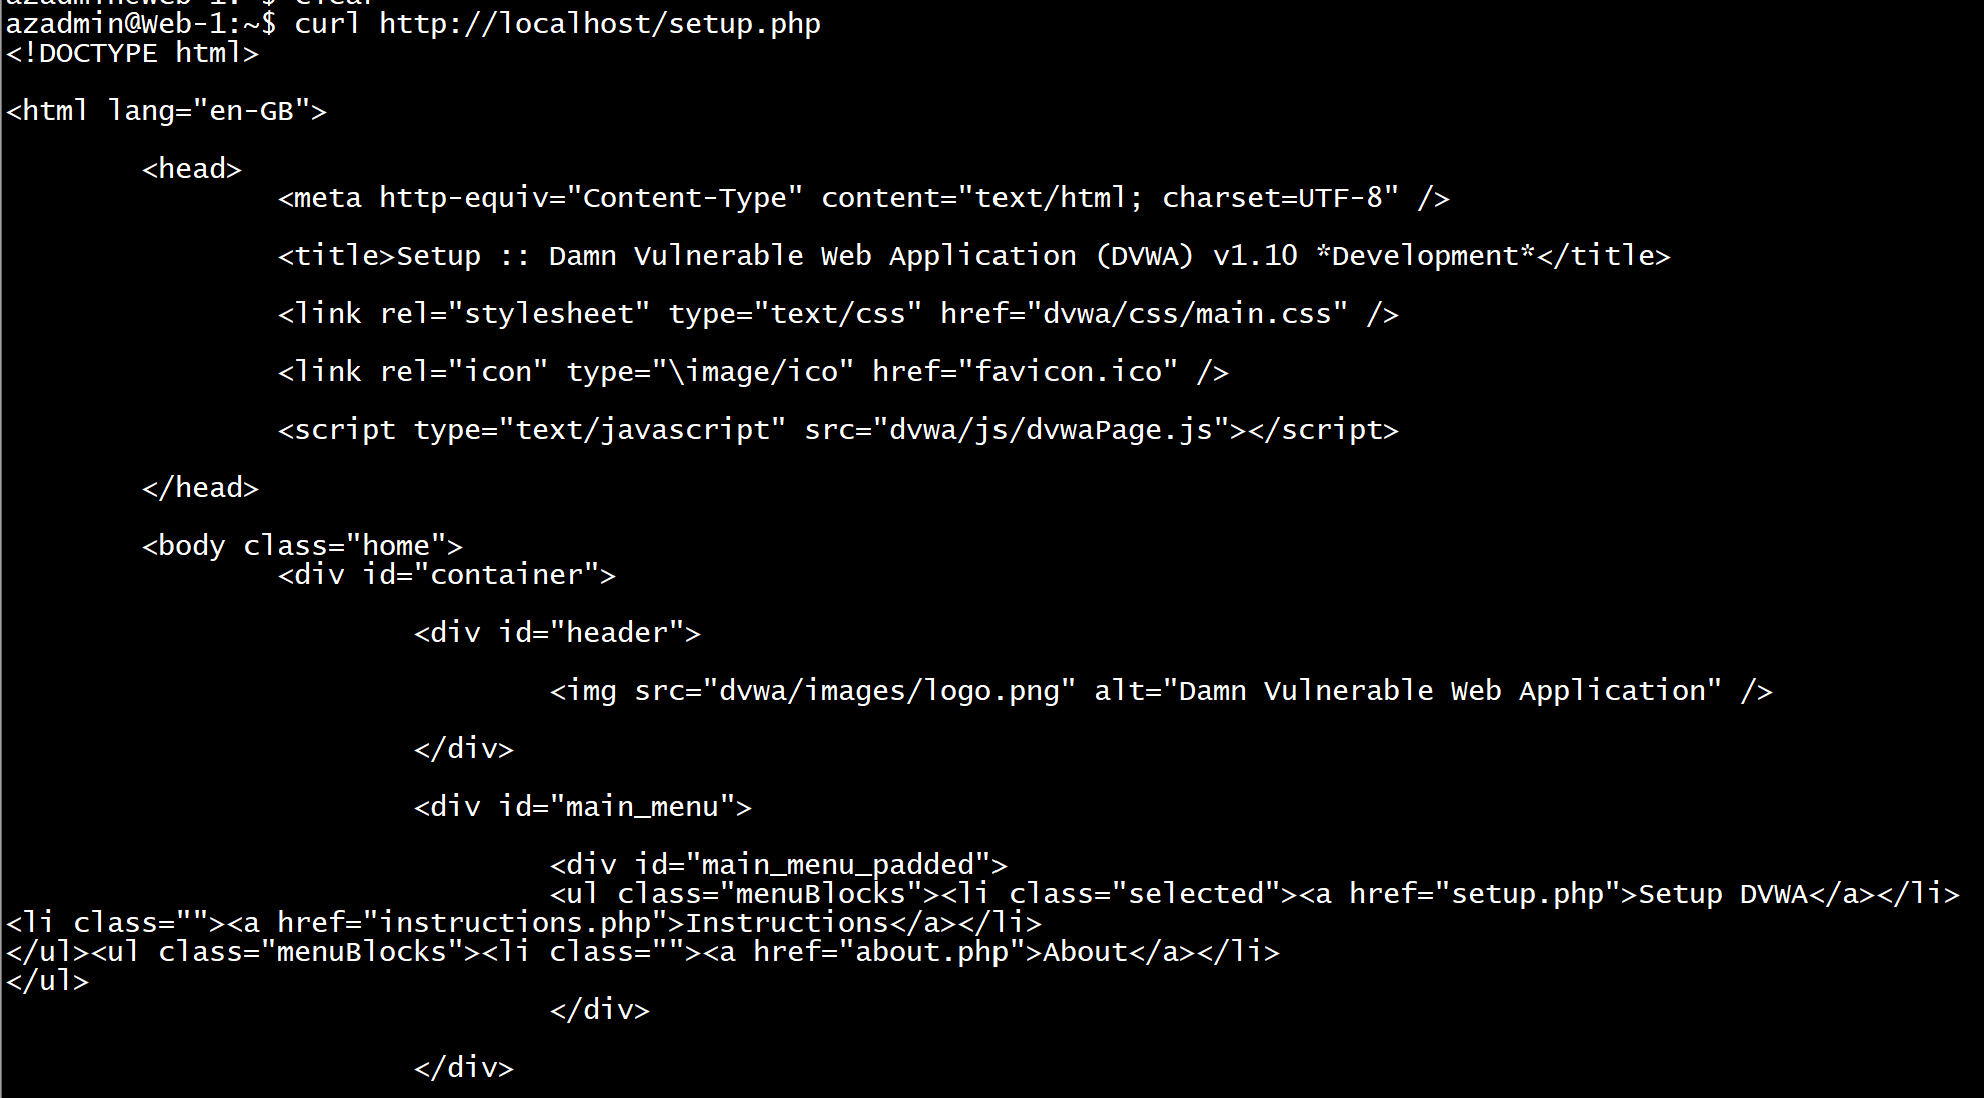 azadmin@Web-1:~$ clear
azadmin@Web-1:~$ curl http://localhost/setup.php
<!DOCTYPE html>
<html lang="en-GB">
<head>
<meta http-equiv="Content-Type" content="text/html; charset=UTF-8" />
<title>Setup :: Damn Vulnerable Web Application (DVWA) v1.10 *Development*</title>
<link rel="stylesheet" type="text/css" href="dvwa/css/main.css" />
<link rel="icon" type="\image/ico" href="favicon.ico" />
<script type="text/javascript" src="dvwa/js/dvwaPage.js"></script>
</head>
<body class="home">
<div id="container">
<div id="header">
<img src="dvwa/images/logo.png" alt="Damn Vulnerable Web Application" />
</div>
<div id="main_menu">
<div id="main_menu_padded">
<ul class="menuBlocks"><li class="selected"><a href="setup.php">Setup DVWA</a></li>
<li class=""><a href="instructions.php">Instructions</a></li>
</ul><ul class="menuBlocks"><li class=""><a href="about.php">About</a></li>
</ul>
</div>
</div>